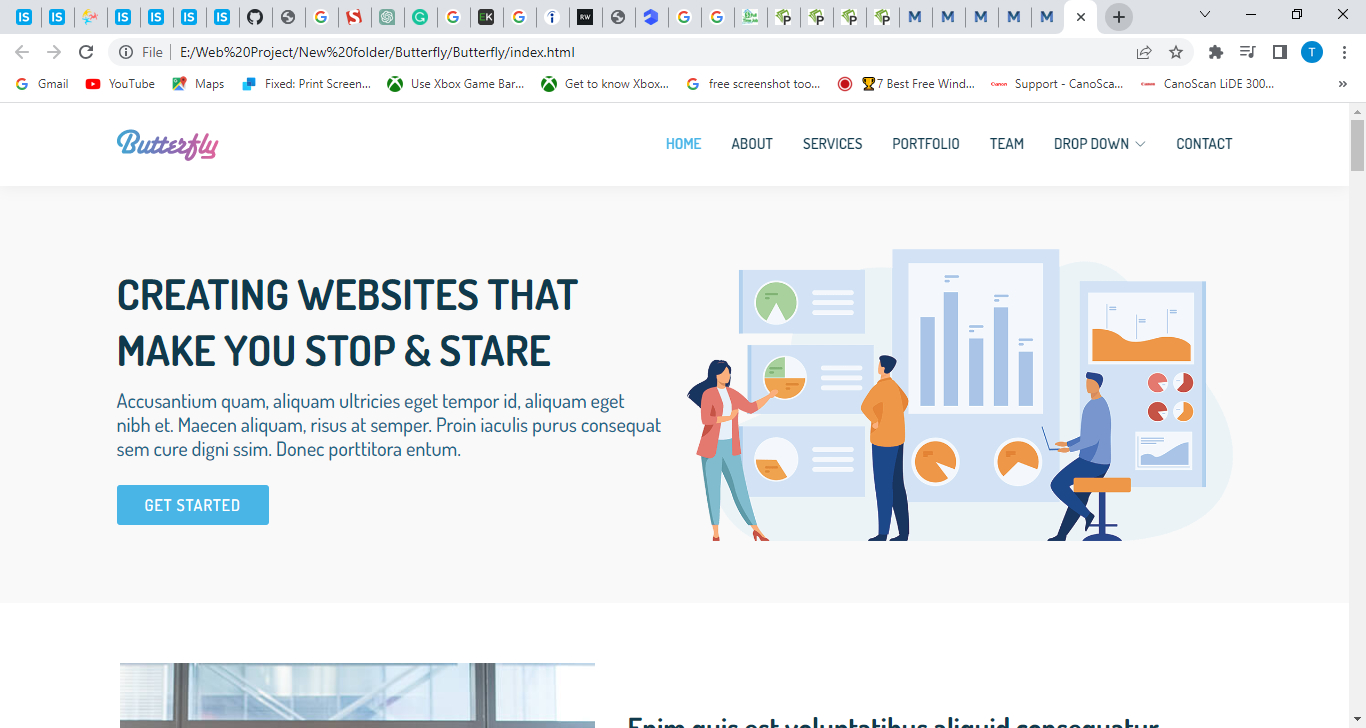 File
E:/Web%20Project/New%20folder/Butterfly/Butterfly/index.html
T
Gmail
YouTube
Maps
Fixed: Print Screen...
Use Xbox Game Bar...
Get to know Xbox...
free screenshot too...
7 Best Free Wind...
Support - CanoSca...
CanoScan LiDE 300...
Butterfly
HOME
ABOUT
SERVICES
PORTFOLIO
TEAM
DROP DOWN
CONTACT
CREATING WEBSITES THAT
MAKE YOU STOP & STARE
Accusantium quam, aliquam ultricies eget tempor id, aliquam eget
nibh et. Maecen aliquam, risus at semper. Proin iaculis purus consequat
sem cure digni ssim. Donec porttitora entum.
GET STARTED
Enim quis est voluptatibus aliquid consequatur